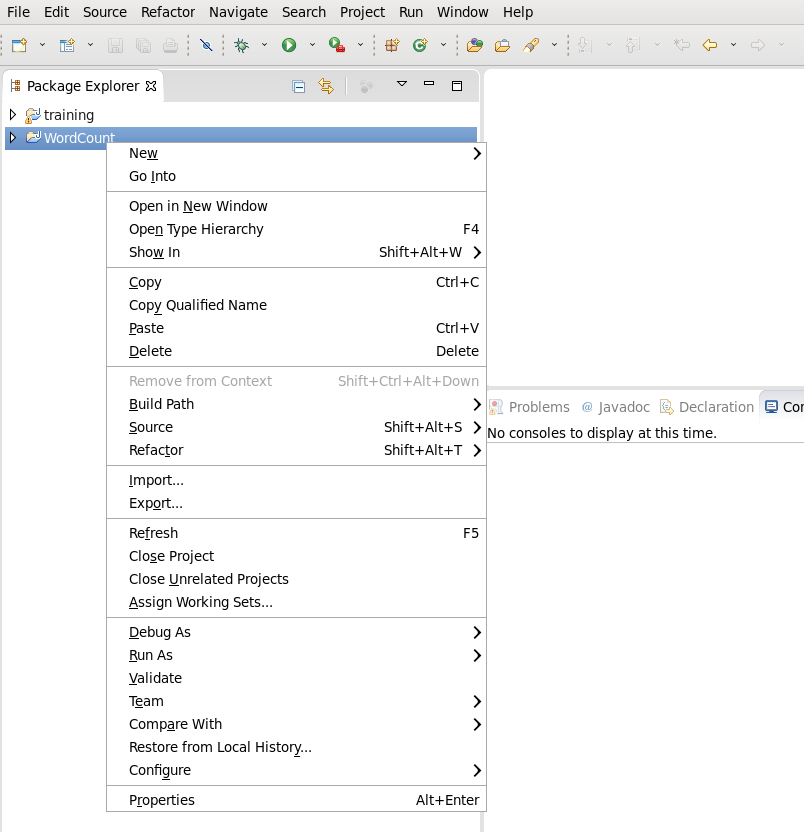 File Edit Source Refactor Navigate Search Project Run Window Help
Package Explorer
training
WordCount
New
Go Into
Open in New Window
Open Type Hierarchy F4
Show In Shift+Alt+W
Copy Ctrl+C
Copy Qualified Name
Paste Ctrl+V
Delete Delete
Remove from Context Shift+Ctrl+Alt+Down
Build Path
Source Shift+Alt+S
Refactor Shift+Alt+T
Import...
Export...
Refresh F5
Close Project
Close Unrelated Projects
Assign Working Sets...
Debug As
Run As
Validate
Team
Compare With
Restore from Local History...
Configure
Properties Alt+Enter
Problems @ Javadoc Declaration Con
No consoles to display at this time.